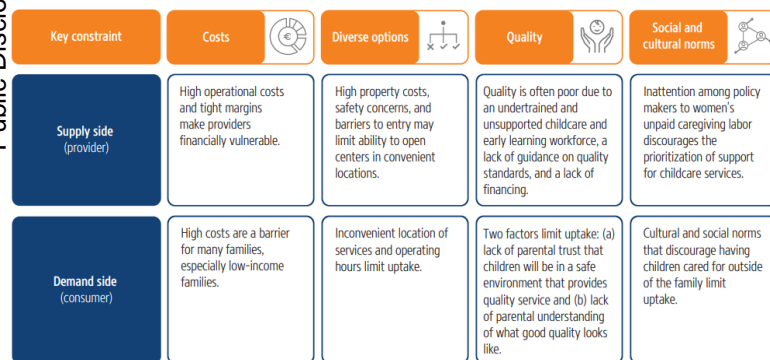 Public Disclo
Key constraint
Costs
€
Diverse options
Quality
Social and
cultural norms
Supply side
(provider)
High operational costs
and tight margins
make providers
financially vulnerable.
High property costs,
safety concerns, and
barriers to entry may
limit ability to open
centers in convenient
locations.
Quality is often poor due to
an undertrained and
unsupported childcare and
early learning workforce, a
lack of guidance on quality
standards, and a lack of
financing.
Inattention among policy
makers to women's
unpaid caregiving labor
discourages the
prioritization of support
for childcare services.
Demand side
(consumer)
High costs are a barrier
for many families,
especially low-income
families.
Inconvenient location of
services and operating
hours limit uptake.
Two factors limit uptake: (a)
lack of parental trust that
children will be in a safe
environment that provides
quality service and (b) lack
of parental understanding
of what good quality looks
like.
Cultural and social norms
that discourage having
children cared for outside
of the family limit
uptake.